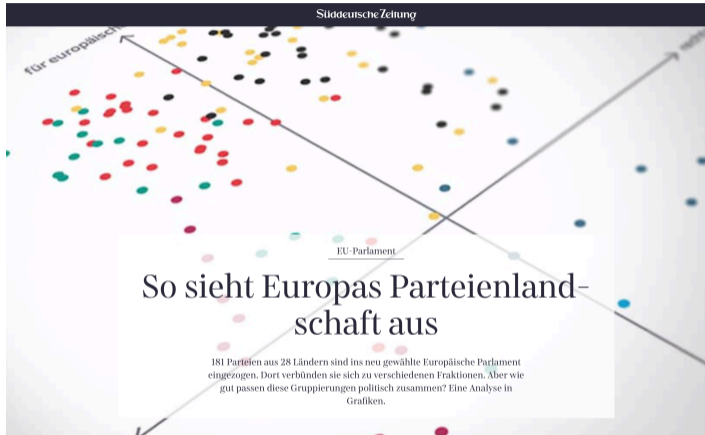 Süddeutsche Zeitung
für europäisch
EU-Parlament
So sieht Europas Parteienland-
schaft aus
181 Parteien aus 28 Ländern sind ins neu gewählte Europäische Parlament
eingezogen. Dort verbünden sie sich zu verschiedenen Fraktionen. Aber wie
gut passen diese Gruppierungen politisch zusammen? Eine Analyse in
Grafiken.